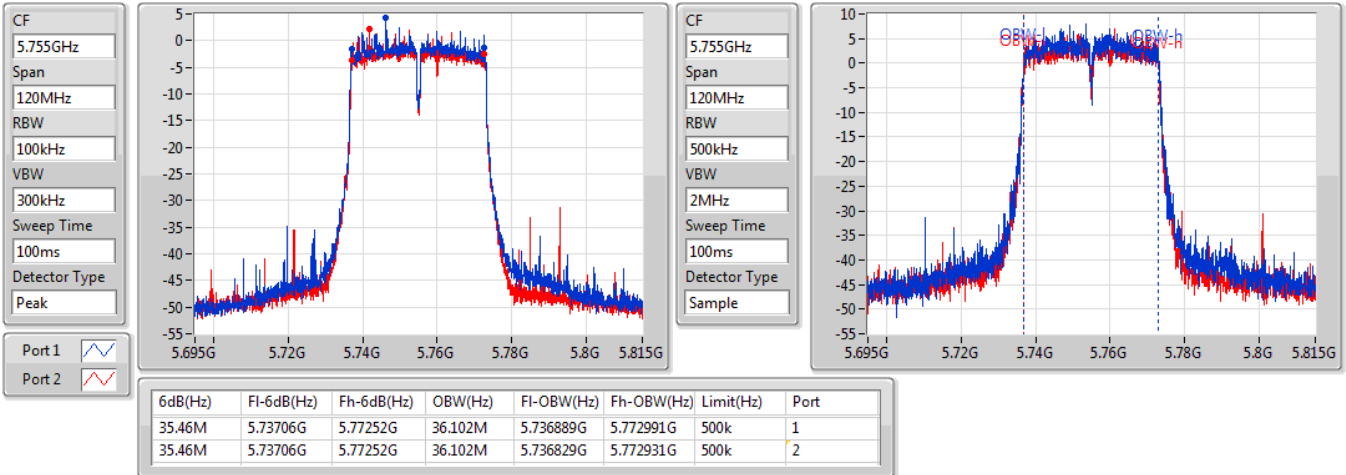 CF
5.755GHz
Span
120MHz
RBW
100kHz
VBW
300kHz
Sweep Time
100ms
Detector Type
Peak
5
0
-5
-10
-15
-20
-25
-30
-35
-40
-45
-50
-55
5.695G 5.72G 5.74G 5.76G 5.78G 5.8G 5.815G
CF
5.755GHz
Span
120MHz
RBW
500kHz
VBW
2MHz
Sweep Time
100ms
Detector Type
Sample
10
5
0
-5
-10
-15
-20
-25
-30
-35
-40
-45
-50
-55
OBW-h
OBW-h
5.695G 5.72G 5.74G 5.76G 5.78G 5.8G 5.815G
Port 1
Port 2
6dB(Hz) Fl-6dB(Hz) Fh-6dB(Hz) OBW(Hz) Fl-OBW(Hz) Fh-OBW(Hz) Limit(Hz) Port
35.46M 5.73706G 5.77252G 36.102M 5.736889G 5.772991G 500k 1
35.46M 5.73706G 5.77252G 36.102M 5.736829G 5.772931G 500k 2